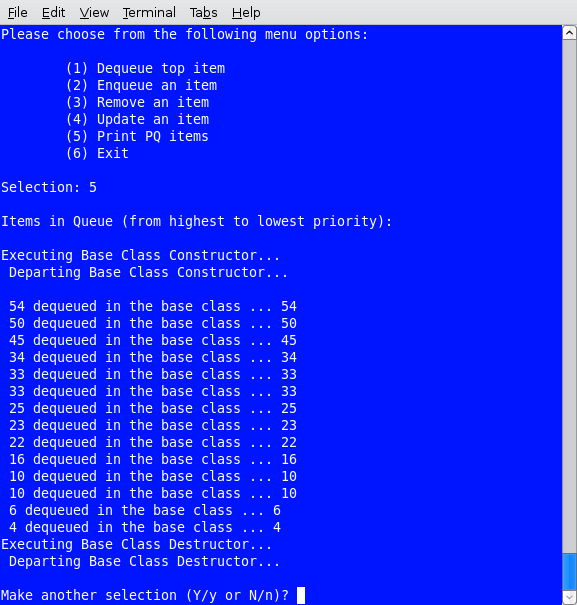 File Edit View Terminal Tabs Help
Please choose from the following menu options:
(1) Dequeue top item
(2) Enqueue an item
(3) Remove an item
(4) Update an item
(5) Print PQ items
(6) Exit
Selection: 5
Items in Queue (from highest to lowest priority):
Executing Base Class Constructor...
Departing Base Class Constructor...
54 dequeued in the base class ... 54
50 dequeued in the base class ... 50
45 dequeued in the base class ... 45
34 dequeued in the base class ... 34
33 dequeued in the base class ... 33
33 dequeued in the base class ... 33
25 dequeued in the base class ... 25
23 dequeued in the base class ... 23
22 dequeued in the base class ... 22
16 dequeued in the base class ... 16
10 dequeued in the base class ... 10
10 dequeued in the base class ... 10
6 dequeued in the base class ... 6
4 dequeued in the base class ... 4
Executing Base Class Destructor...
Departing Base Class Destructor...
Make another selection (Y/y or N/n)?